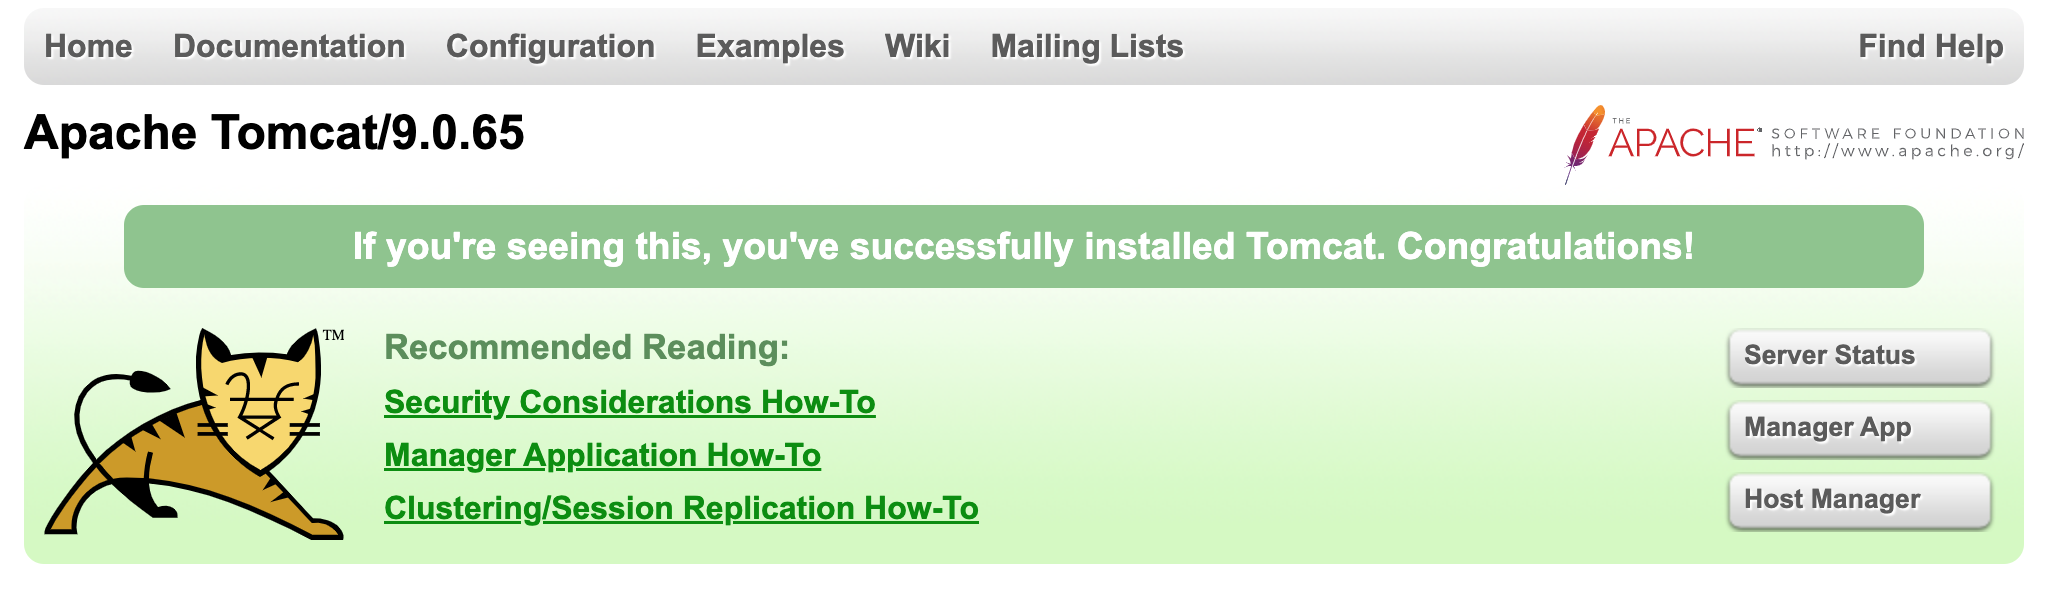 Home Documentation Configuration Examples Wiki Mailing Lists Find Help
Apache Tomcat/9.0.65
THE
APACHE® SOFTWARE FOUNDATION
http://www.apache.org/
If you're seeing this, you've successfully installed Tomcat. Congratulations!
TM
Recommended Reading:
Security Considerations How-To
Manager Application How-To
Clustering/Session Replication How-To
Server Status
Manager App
Host Manager